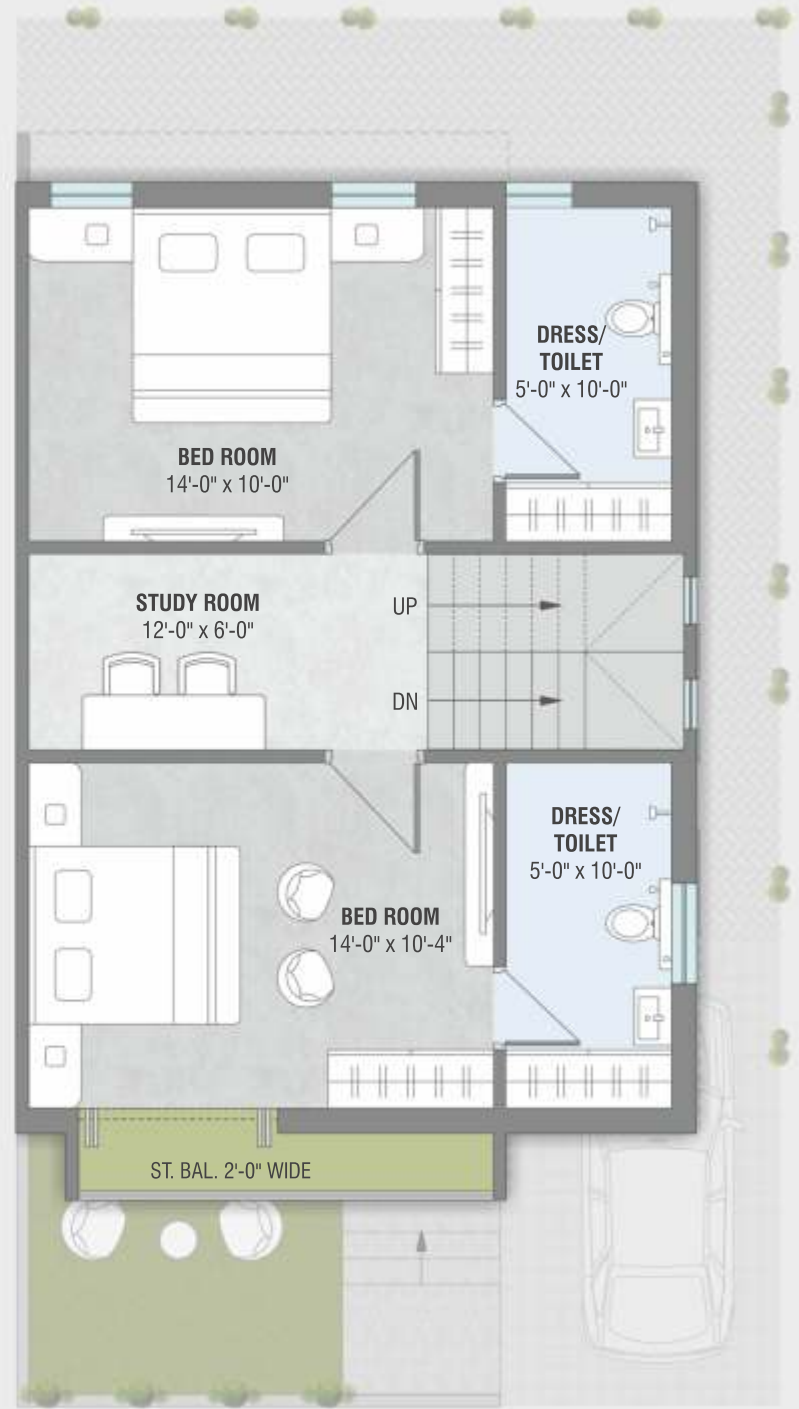 DRESS/
TOILET
5'-0" x 10'-0"
BED ROOM
14'-0" x 10'-0"
STUDY ROOM
12'-0" x 6'-0"
UP
DN
DRESS/
TOILET
5'-0" x 10'-0"
BED ROOM
14'-0" x 10'-4"
ST. BAL. 2'-0" WIDE